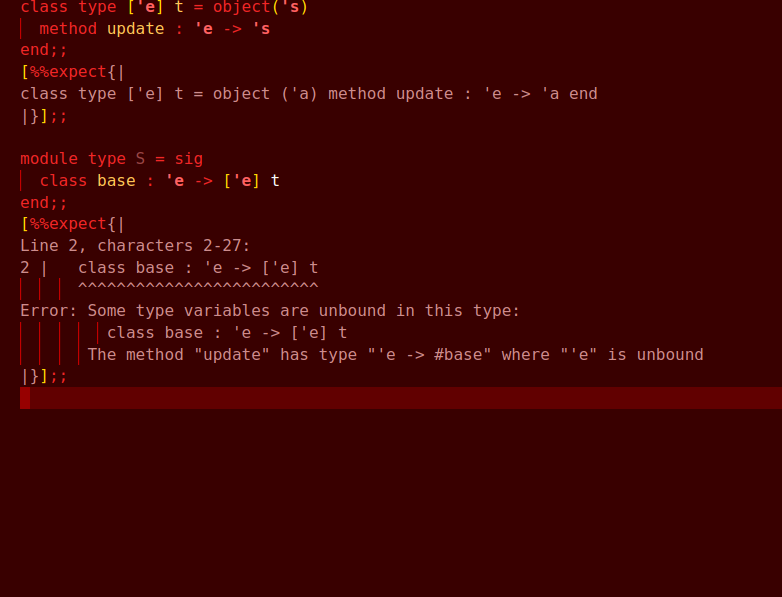 class type ['e] t = object('s)
  method update : 'e -> 's
end;;
[%%expect{|
class type ['e] t = object ('a) method update : 'e -> 'a end
|}];;

module type S = sig
  class base : 'e -> ['e] t
end;;
[%%expect{|
Line 2, characters 2-27:
2 |   class base : 'e -> ['e] t
      ^^^^^^^^^^^^^^^^^^^^^^^^^
Error: Some type variables are unbound in this type:
         class base : 'e -> ['e] t
       The method "update" has type "'e -> #base" where "'e" is unbound
|}];;